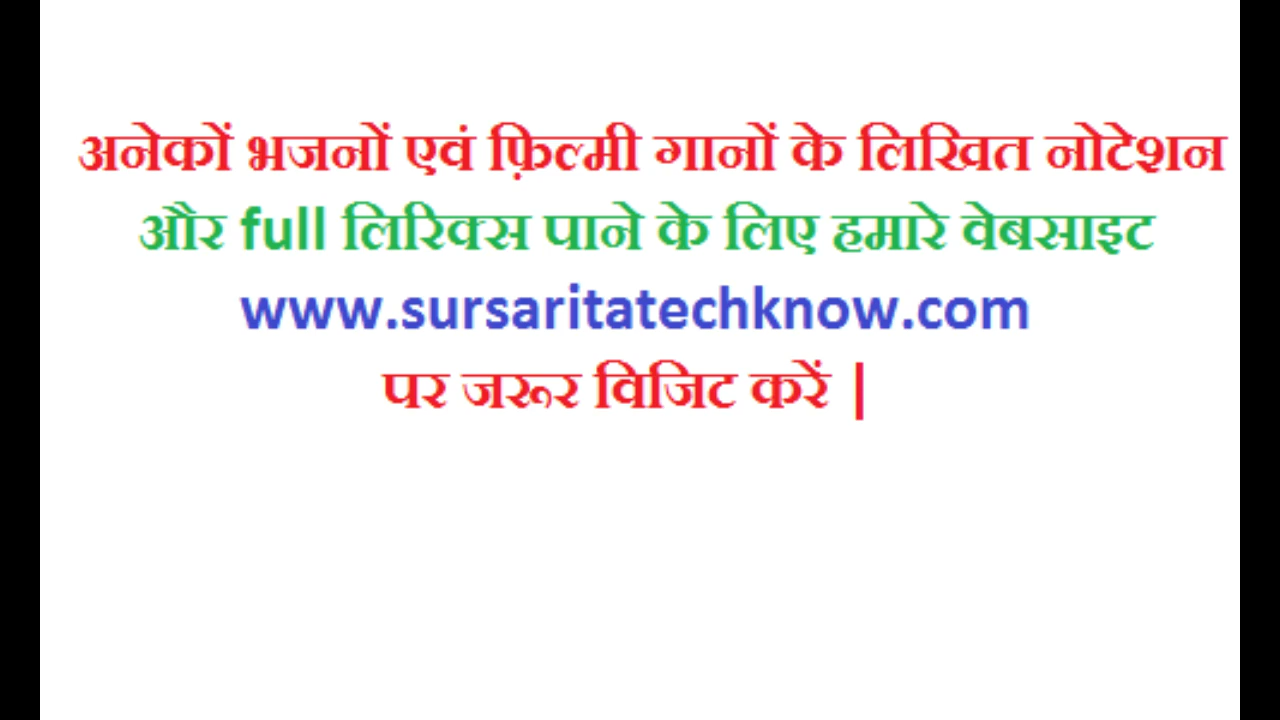 अनेकों भजनों एवं फ़िल्मी गानों के लिखित नोटेशन
और full लिरिक्स पाने के लिए हमारे वेबसाइट
www.sursaritatechknow.com
पर जरूर विजिट करें |